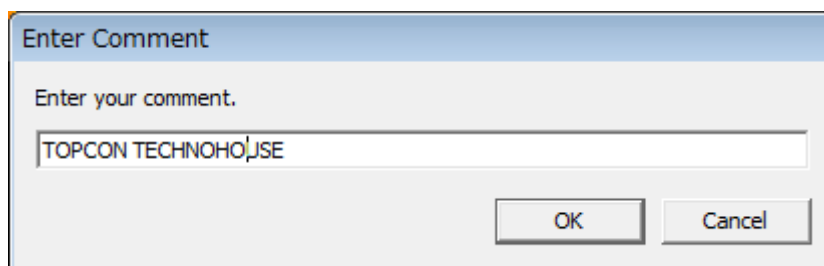 Enter Comment
Enter your comment.
TOPCON TECHNOHOUSE
OK Cancel